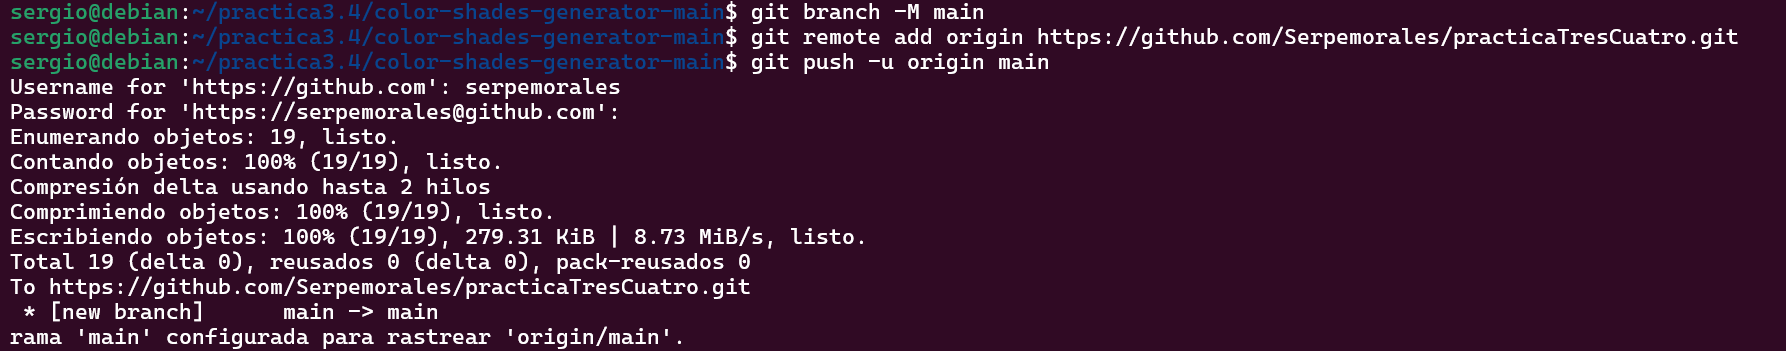 sergio@debian:~/practica3.4/color-shades-generator-main$ git branch -M main
sergio@debian:~/practica3.4/color-shades-generator-main$ git remote add origin https://github.com/Serpemorales/practicaTresCuatro.git
sergio@debian:~/practica3.4/color-shades-generator-main$ git push -u origin main
Username for 'https://github.com': serpemorales
Password for 'https://serpemorales@github.com':
Enumerando objetos: 19, listo.
Contando objetos: 100% (19/19), listo.
Compresión delta usando hasta 2 hilos
Comprimiendo objetos: 100% (19/19), listo.
Escribiendo objetos: 100% (19/19), 279.31 KiB | 8.73 MiB/s, listo.
Total 19 (delta 0), reusados 0 (delta 0), pack-reusados 0
To https://github.com/Serpemorales/practicaTresCuatro.git
 * [new branch]      main -> main
rama 'main' configurada para rastrear 'origin/main'.